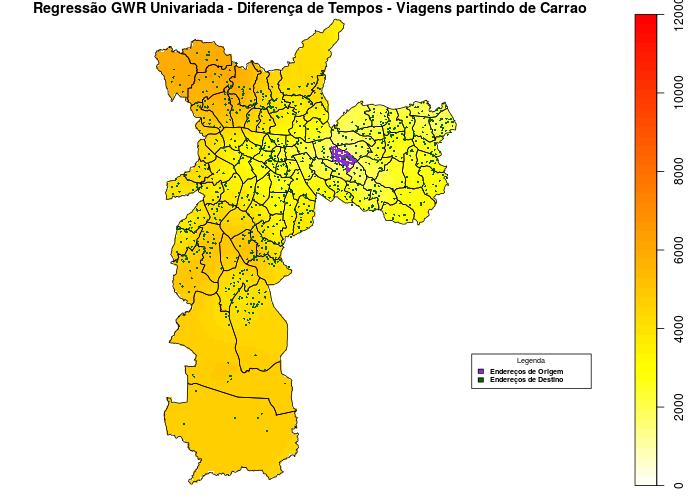 Regressão GWR Univariada - Diferença de Tempos - Viagens partindo de Carrao
12000
10000
8000
6000
4000
2000
0
Legenda
Endereços de Origem
Endereços de Destino